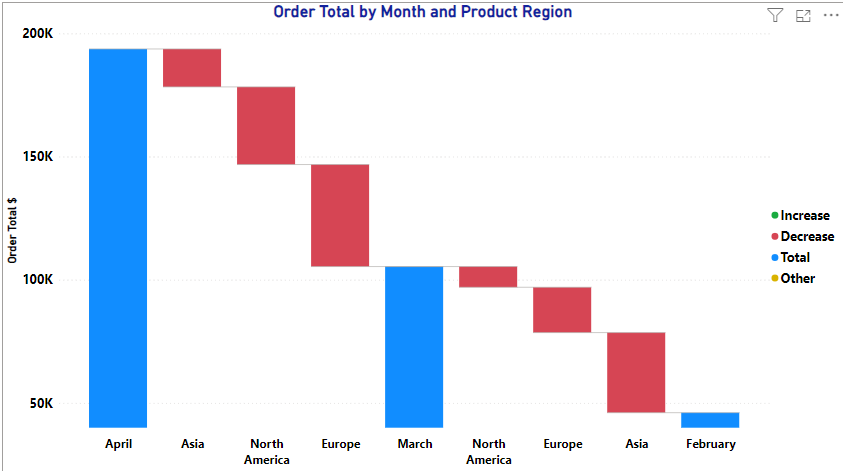 Order Total by Month and Product Region
200K
150K
100K
50K
Order Total $
April
Asia
North
America
Europe
March
North
America
Europe
Asia
February
Increase
Decrease
Total
Other